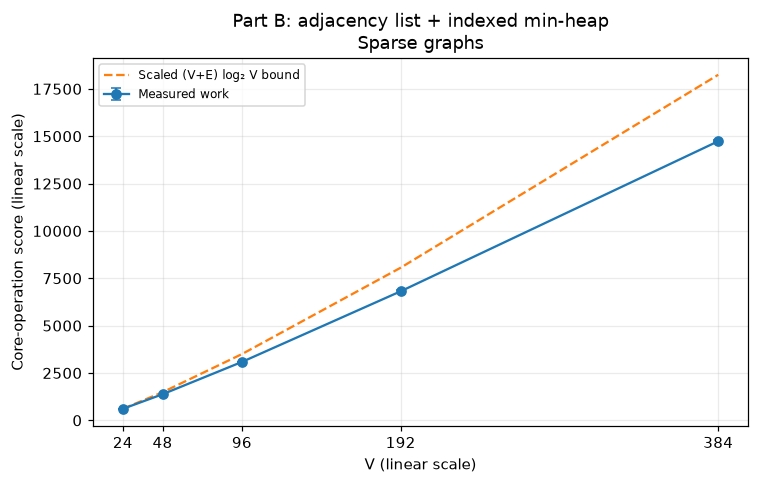 Part B: adjacency list + indexed min-heap
Sparse graphs
Scaled (V+E) log₂ V bound
Measured work
Core-operation score (linear scale)
17500
15000
12500
10000
7500
5000
2500
0
24 48 96 192 384
V (linear scale)